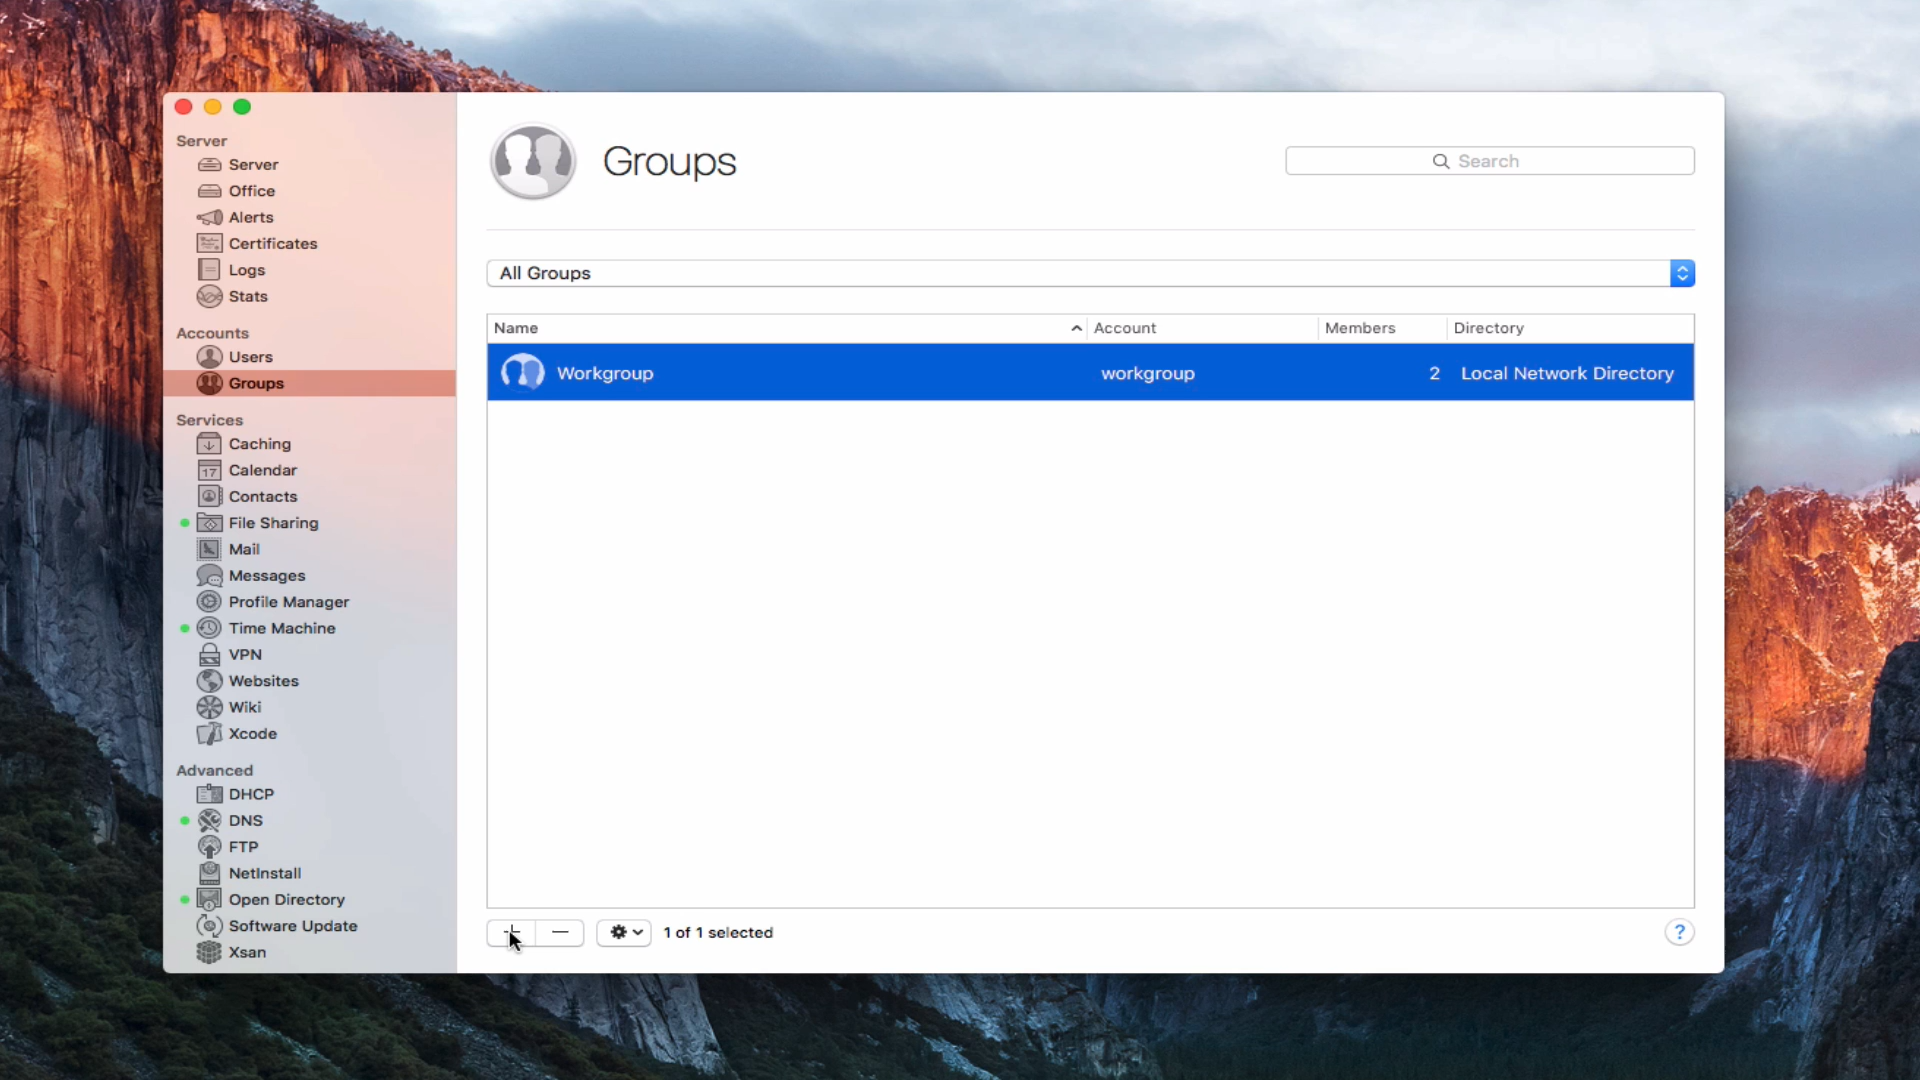 Server
Server
Office
Alerts
Certificates
Logs
Stats
Accounts
Users
Groups
Services
Caching
17
Calendar
Contacts
File Sharing
Mail
Messages
Profile Manager
Time Machine
VPN
Websites
Wiki
Xcode
Advanced
DHCP
DNS
FTP
NetInstall
Open Directory
Software Update
Xsan
Groups
Search
All Groups
Name Account Members Directory
Workgroup workgroup 2 Local Network Directory
1 of 1 selected
?